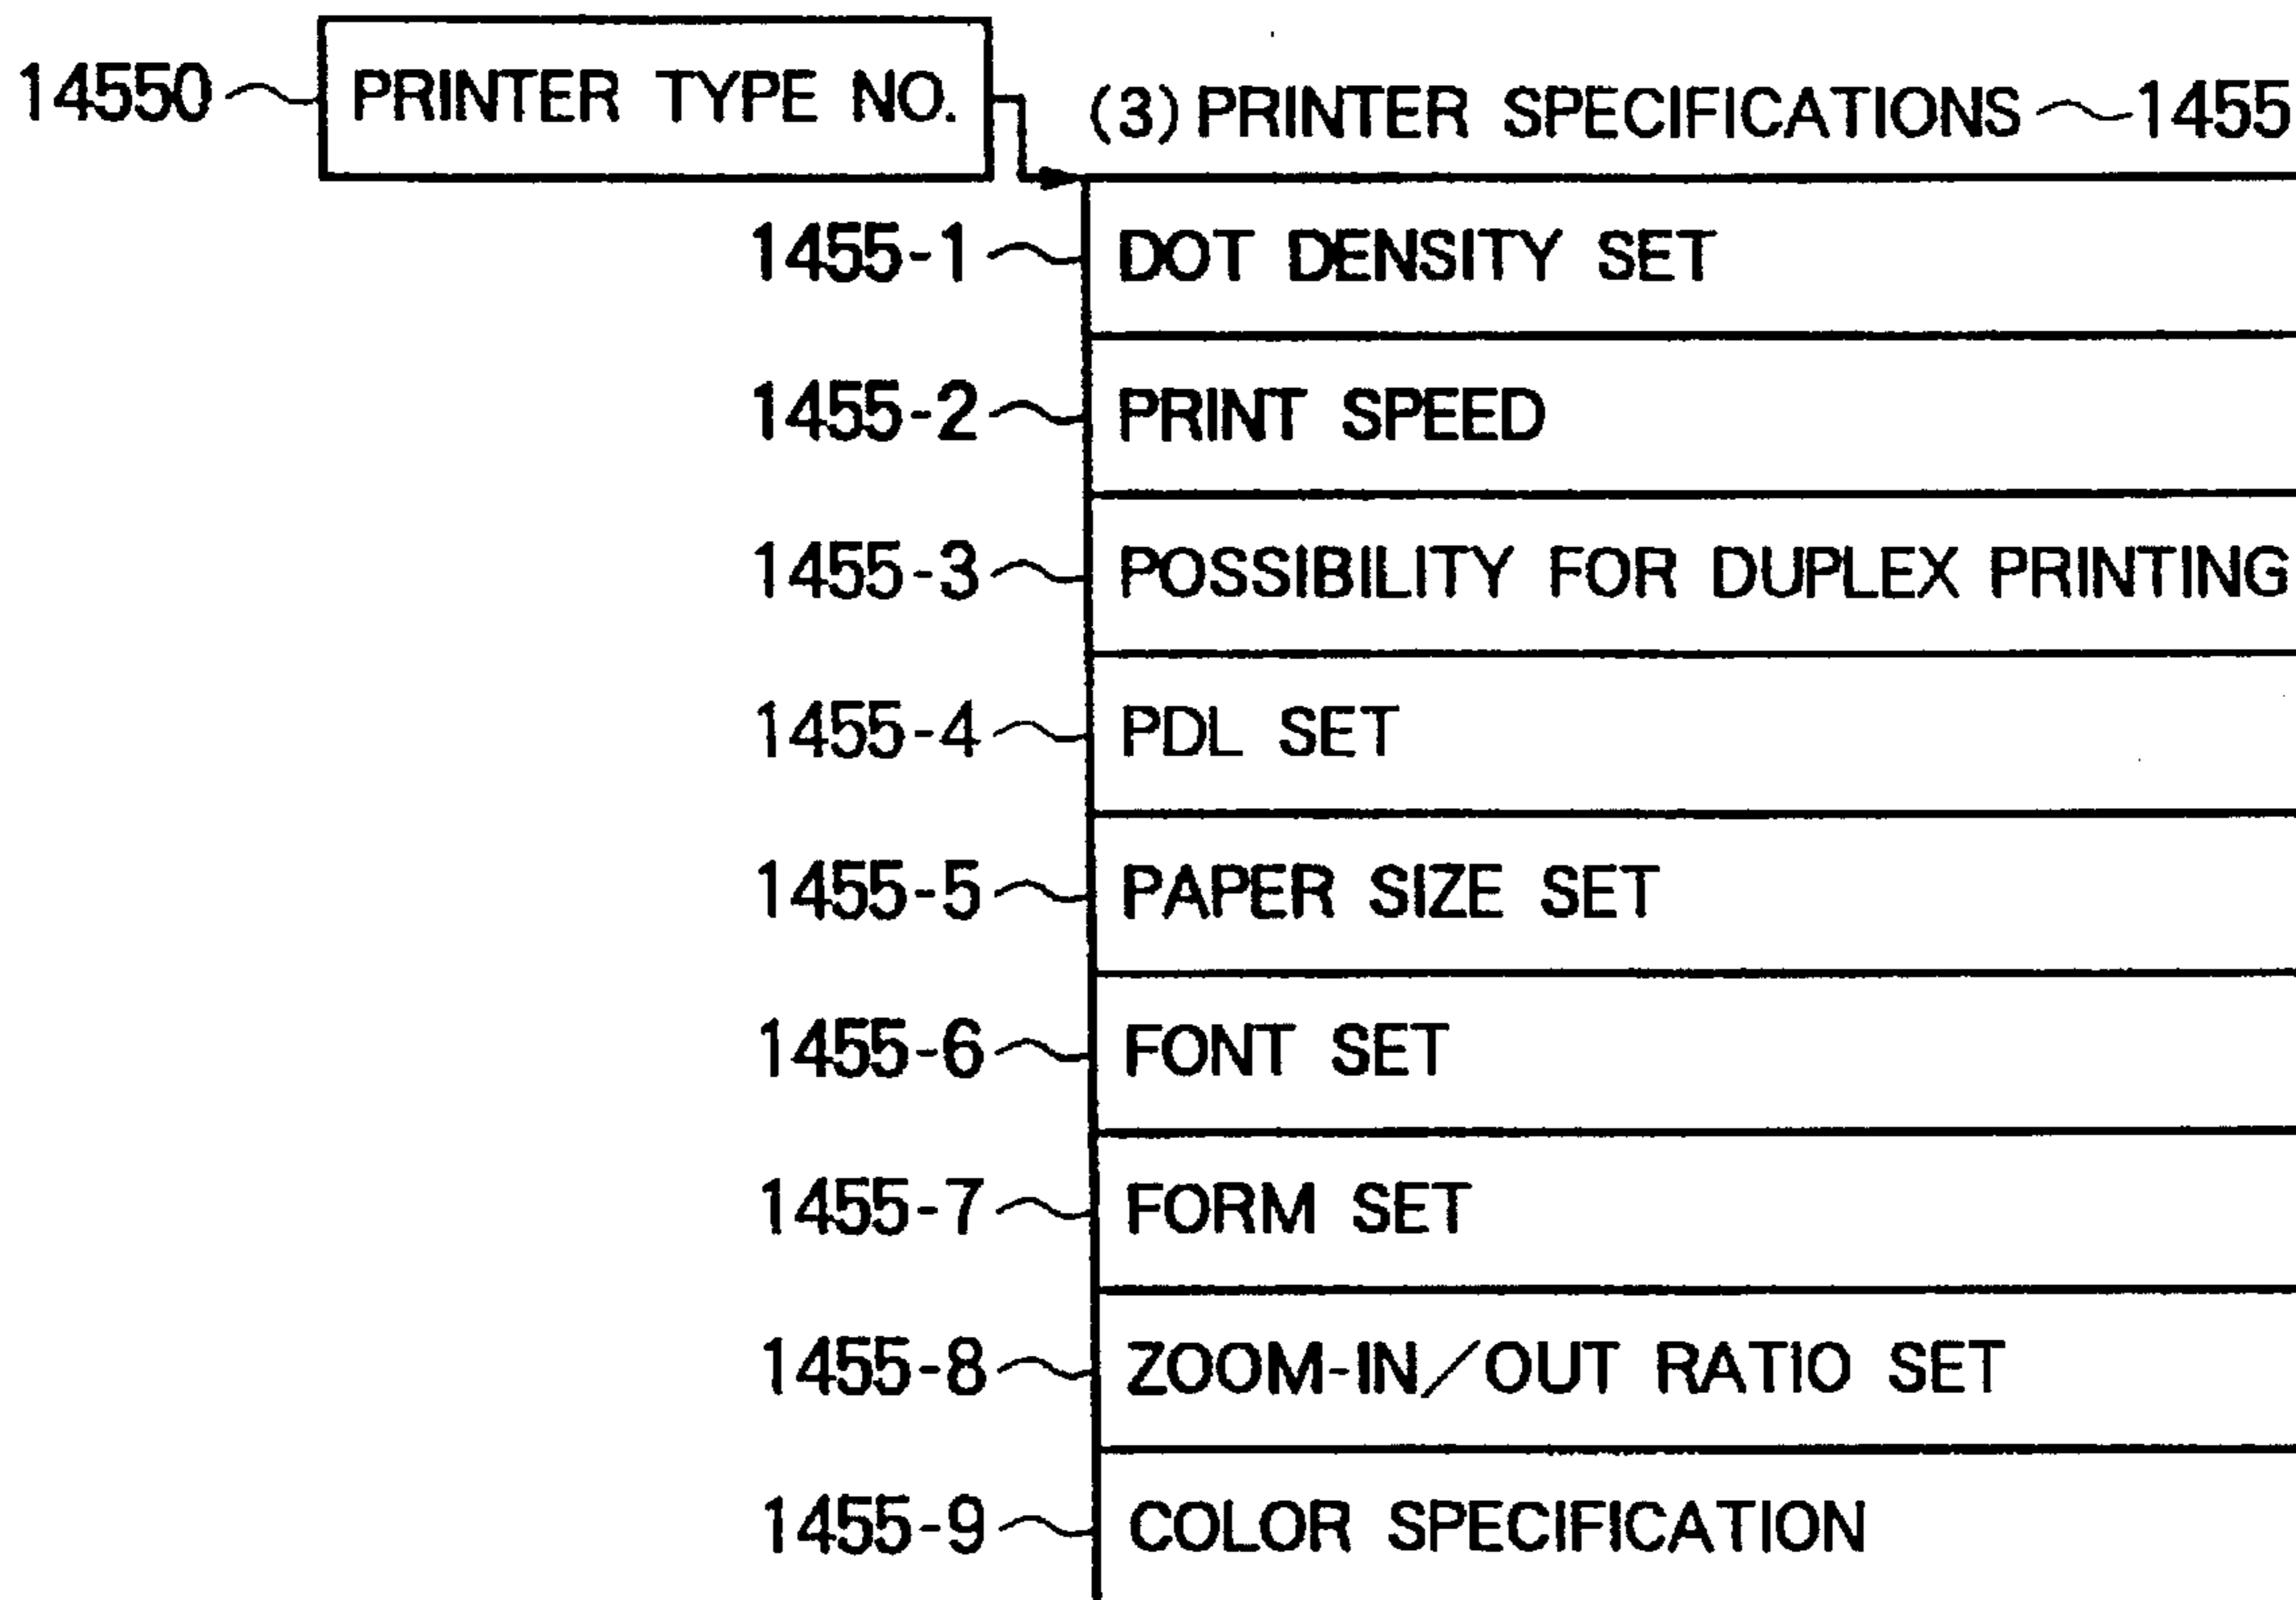 14550 PRINTER TYPE NO.
(3) PRINTER SPECIFICATIONS 1455
1455-1 DOT DENSITY SET
1455-2 PRINT SPEED
1455-3 POSSIBILITY FOR DUPLEX PRINTING
1455-4 PDL SET
1455-5 PAPER SIZE SET
1455-6 FONT SET
1455-7 FORM SET
1455-8 ZOOM-IN/OUT RATIO SET
1455-9 COLOR SPECIFICATION